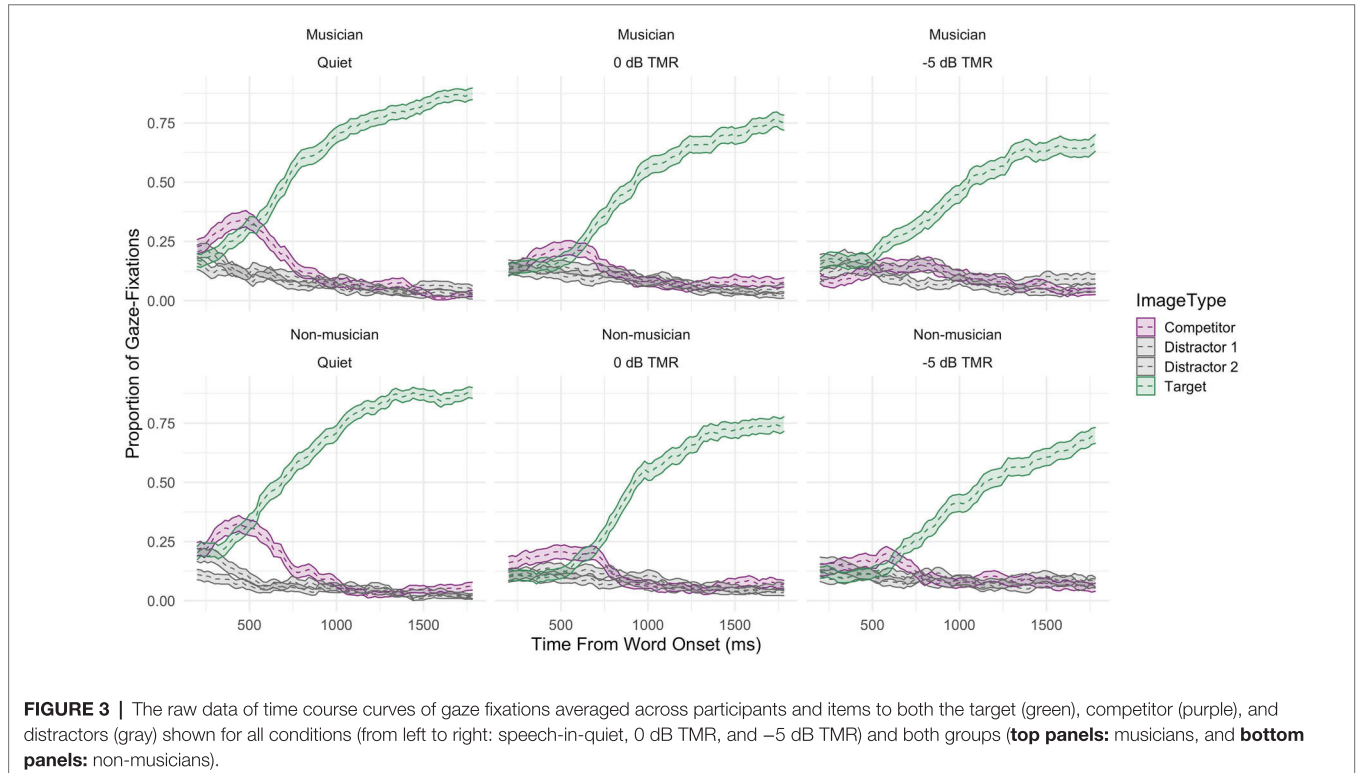 Musician
Quiet
Musician
0 dB TMR
Musician
-5 dB TMR
0.75
0.50
0.25
0.00
Non-musician
Quiet
Non-musician
0 dB TMR
Non-musician
-5 dB TMR
0.75
0.50
0.25
0.00
Proportion of Gaze-Fixations
500 1000 1500 500 1000 1500 500 1000 1500
Time From Word Onset (ms)
ImageType
Competitor
Distractor 1
Distractor 2
Target
FIGURE 3 | The raw data of time course curves of gaze fixations averaged across participants and items to both the target (green), competitor (purple), and
distractors (gray) shown for all conditions (from left to right: speech-in-quiet, 0 dB TMR, and −5 dB TMR) and both groups (top panels: musicians, and bottom
panels: non-musicians).